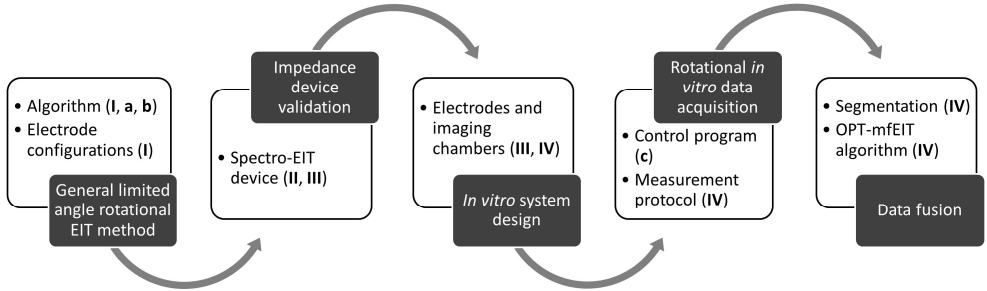 • Algorithm (I, a, b)
• Electrode
configurations (I)
General limited
angle rotational
EIT method
Impedance
device
validation
• Spectro-EIT
device (II, III)
• Electrodes and
imaging
chambers (III, IV)
In vitro system
design
Rotational in
vitro data
acquisition
• Control program
(c)
• Measurement
protocol (IV)
• Segmentation (IV)
• OPT-mfEIT
algorithm (IV)
Data fusion